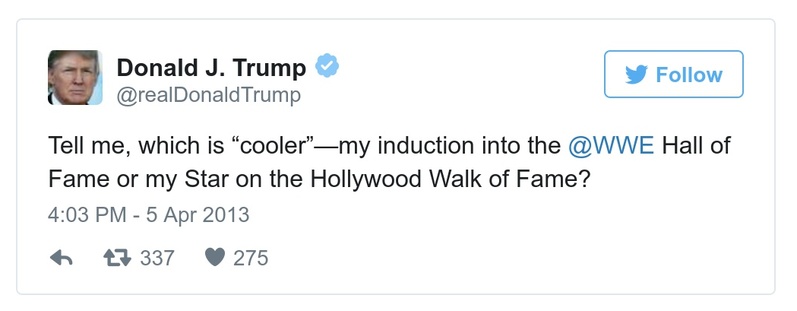 Donald J. Trump
@realDonaldTrump
Follow
Tell me, which is “cooler”—my induction into the @WWE Hall of
Fame or my Star on the Hollywood Walk of Fame?
4:03 PM - 5 Apr 2013
337 275